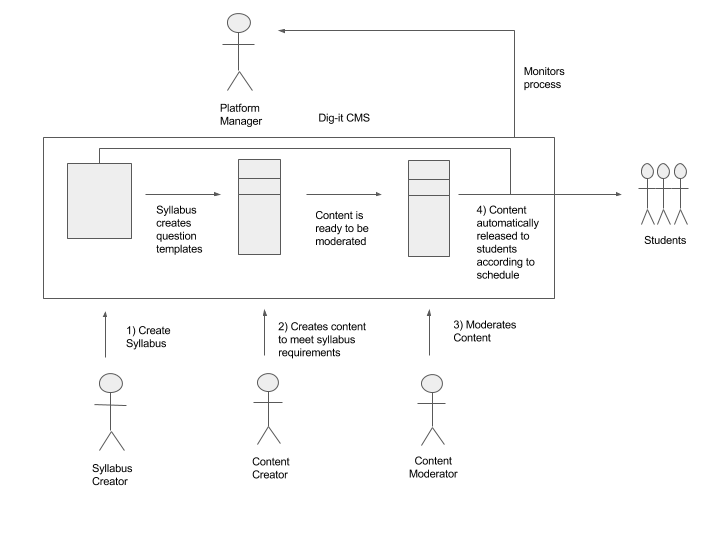 Platform
Manager
Dig-it CMS
Monitors
process
Syllabus
creates
question
templates
Content is
ready to be
moderated
4) Content
automatically
released to
students
according to
schedule
Students
1) Create
Syllabus
2) Creates content
to meet syllabus
requirements
3) Moderates
Content
Syllabus
Creator
Content
Creator
Content
Moderator